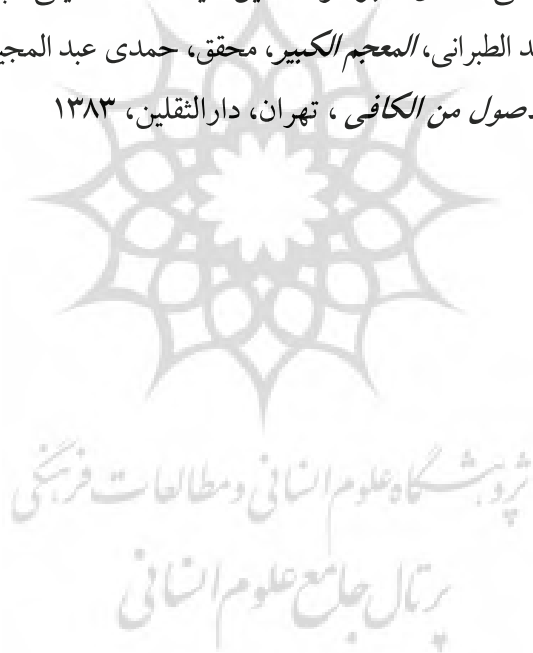 د الطبرانی، المعجم الکبیر، محقق، حمدی عبد المجی
صول من الکافی ، تهران، دارالثقلین، ۱۳۸۳
پژوهشگاه علوم انسانی و مطالعات فرهنگی
پرتال جامع علوم انسانی